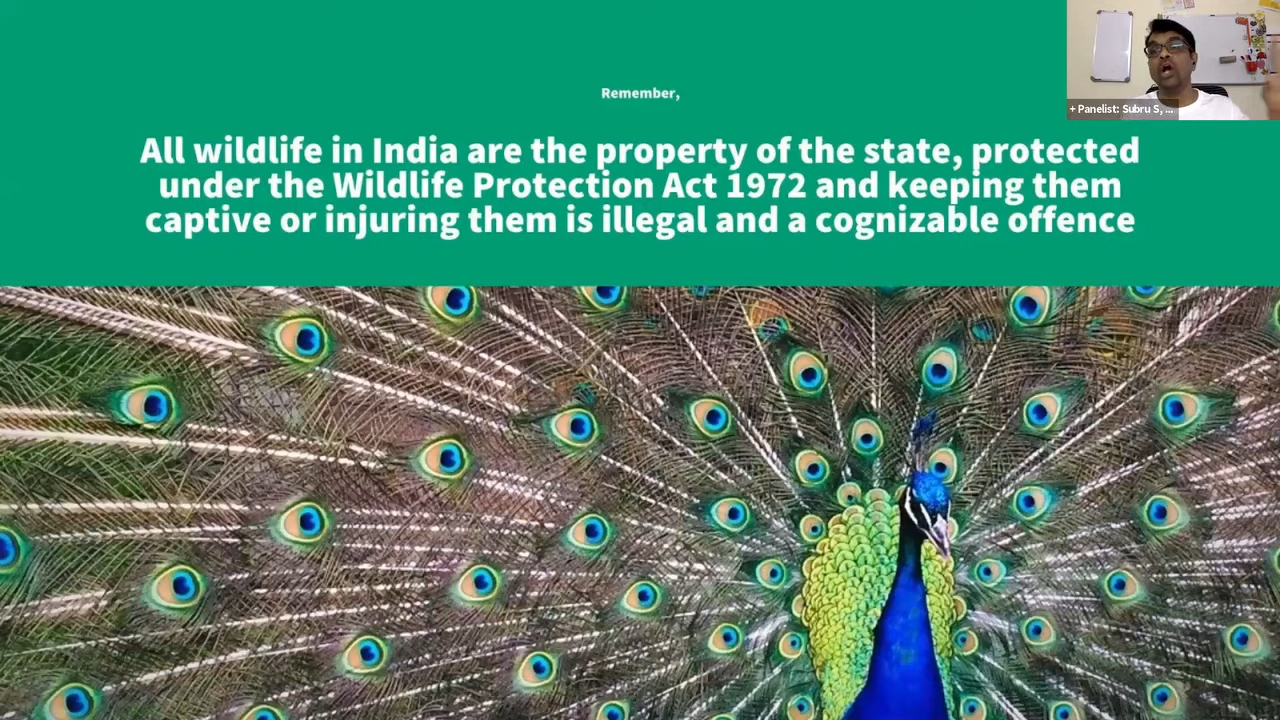 + Panelist: Subru S, ...
Remember,
All wildlife in India are the property of the state, protected
under the Wildlife Protection Act 1972 and keeping them
captive or injuring them is illegal and a cognizable offence